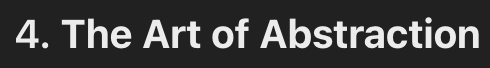 4. The Art of Abstraction